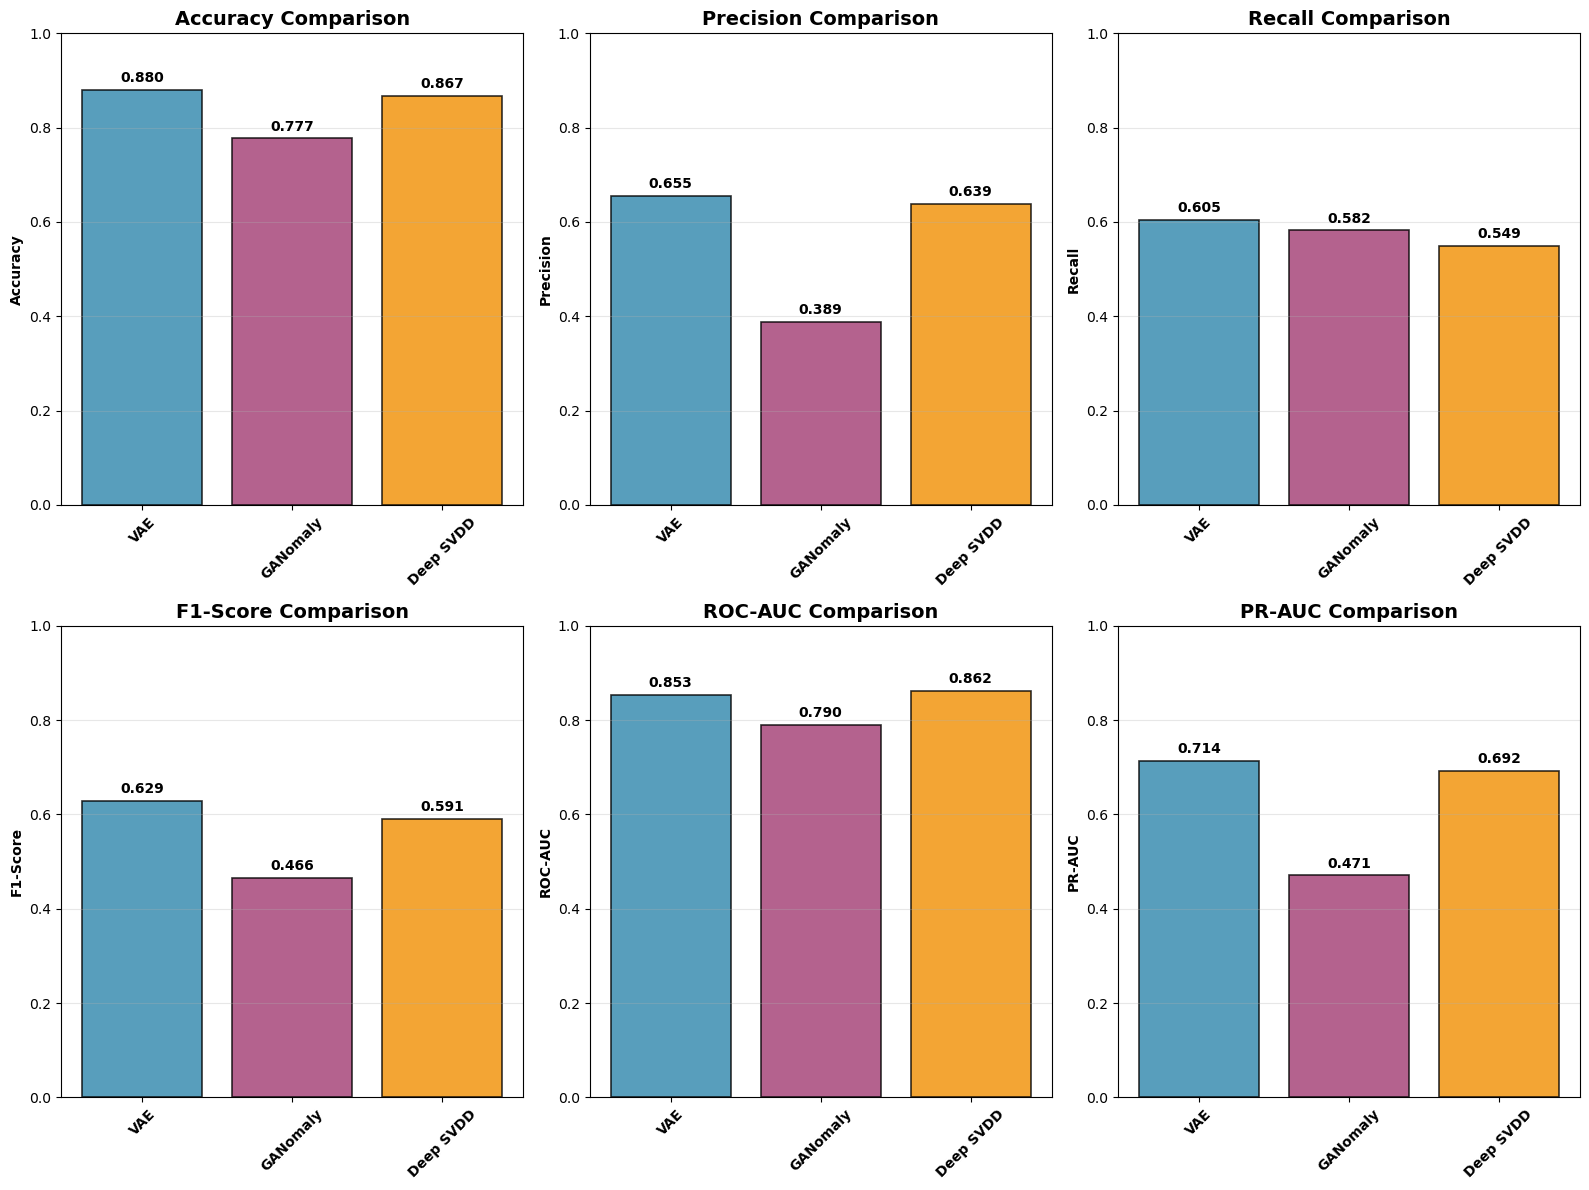 Accuracy Comparison
Accuracy
1.0
0.8
0.6
0.4
0.2
0.0
0.880
0.777
0.867
VAE
GANomaly
Deep SVDD
Precision Comparison
Precision
1.0
0.8
0.6
0.4
0.2
0.0
0.655
0.389
0.639
VAE
GANomaly
Deep SVDD
Recall Comparison
Recall
1.0
0.8
0.6
0.4
0.2
0.0
0.605
0.582
0.549
VAE
GANomaly
Deep SVDD
F1-Score Comparison
F1-Score
1.0
0.8
0.6
0.4
0.2
0.0
0.629
0.466
0.591
VAE
GANomaly
Deep SVDD
ROC-AUC Comparison
ROC-AUC
1.0
0.8
0.6
0.4
0.2
0.0
0.853
0.790
0.862
VAE
GANomaly
Deep SVDD
PR-AUC Comparison
PR-AUC
1.0
0.8
0.6
0.4
0.2
0.0
0.714
0.471
0.692
VAE
GANomaly
Deep SVDD